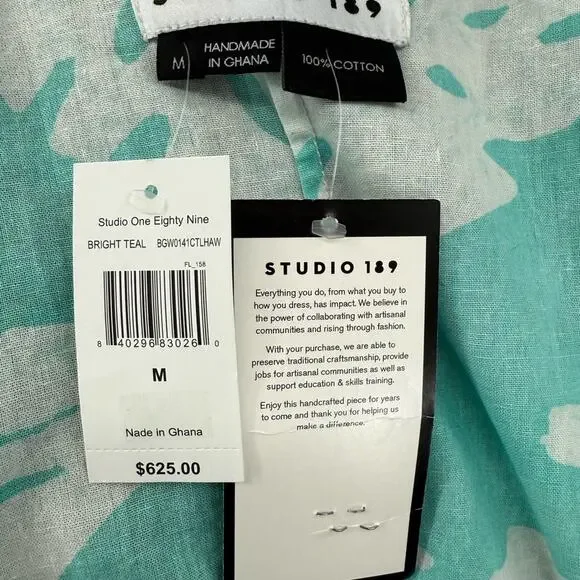 STUDIO 189
M
HANDMADE
IN GHANA
100% COTTON
Studio One Eighty Nine
BRIGHT TEAL BGW0141CTLHAW
FL_158
8 40296 83026 0
M
Nade in Ghana
$625.00
STUDIO 189
Everything you do, from what you buy to
how you dress, has impact. We believe in
the power of collaborating with artisanal
communities and rising through fashion.
With your purchase, we are able to
preserve traditional craftsmanship, provide
jobs for artisanal communities as well as
support education & skills training.
Enjoy this handcrafted piece for years
to come and thank you for helping us
make a difference.